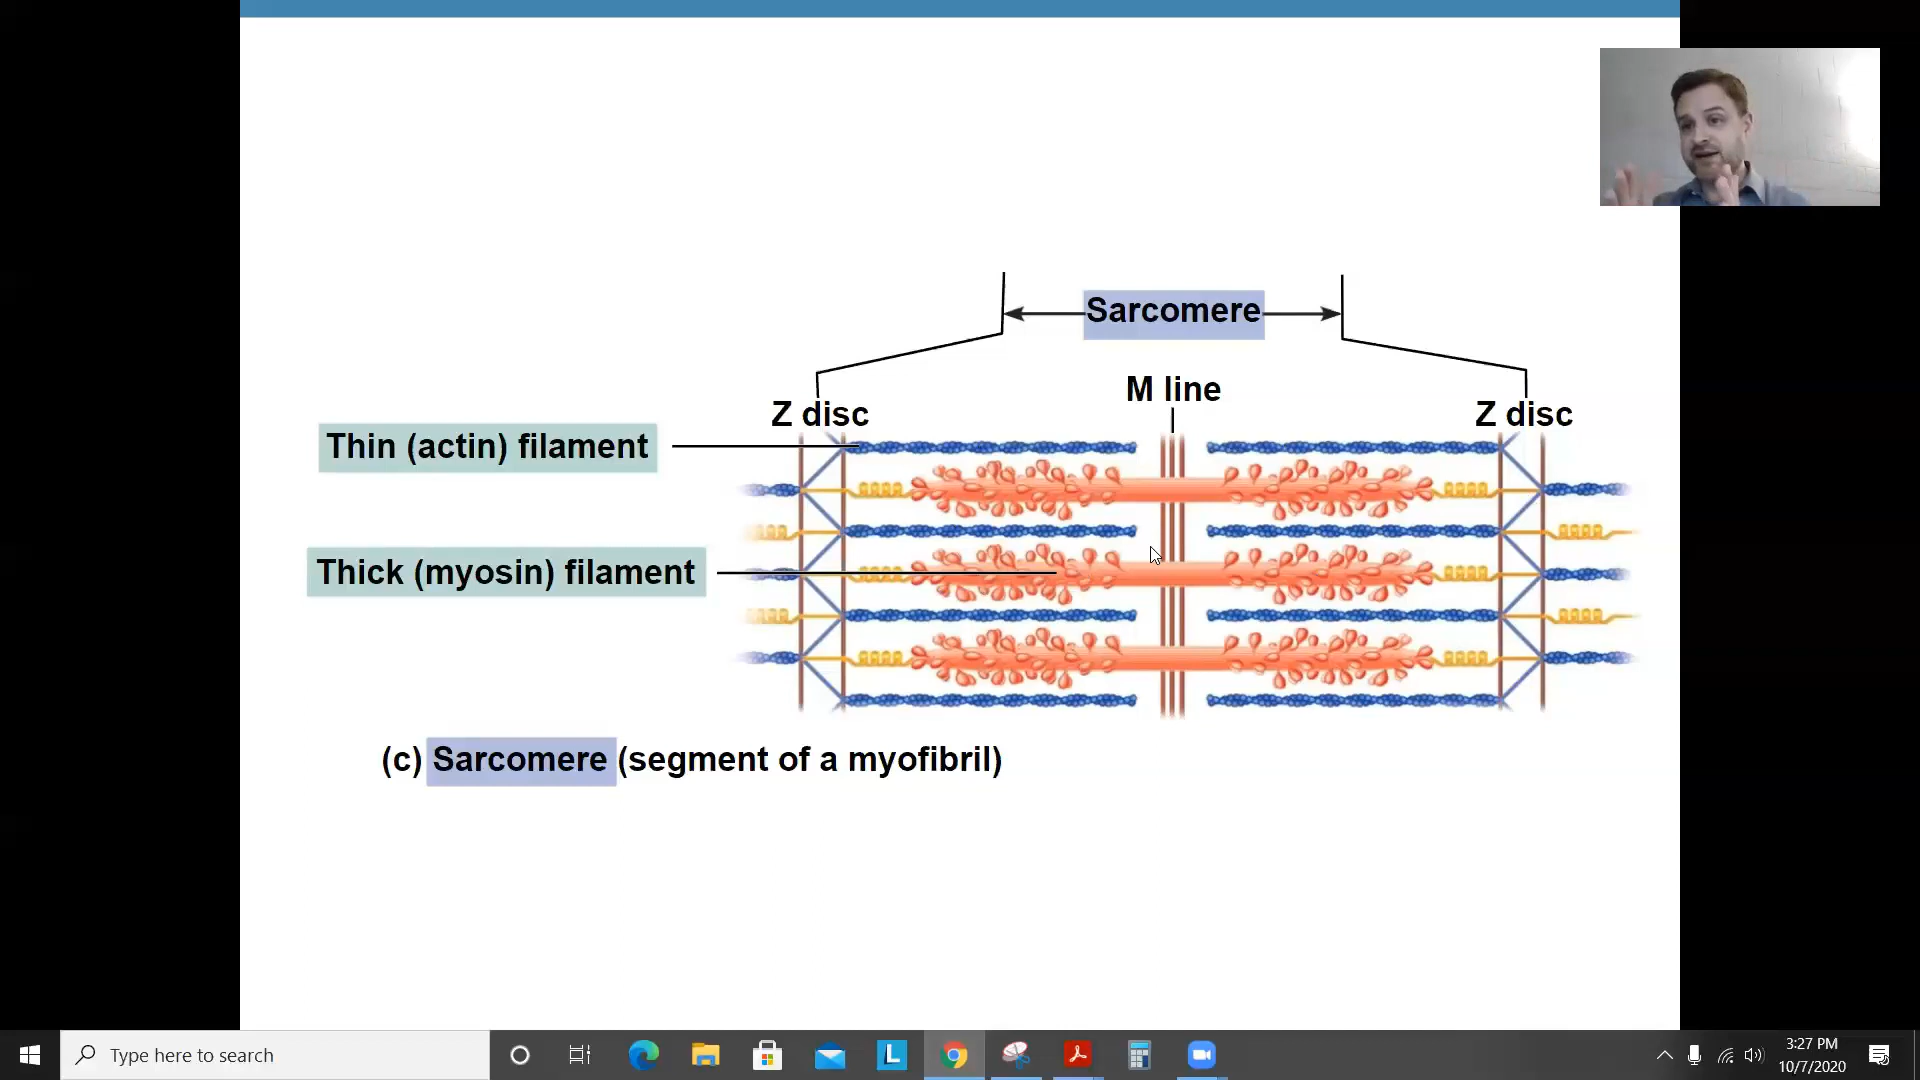 Sarcomere
M line
Z disc
Z disc
Thin (actin) filament
Thick (myosin) filament
(c) Sarcomere (segment of a myofibril)
Type here to search
L
3:27 PM
10/7/2020